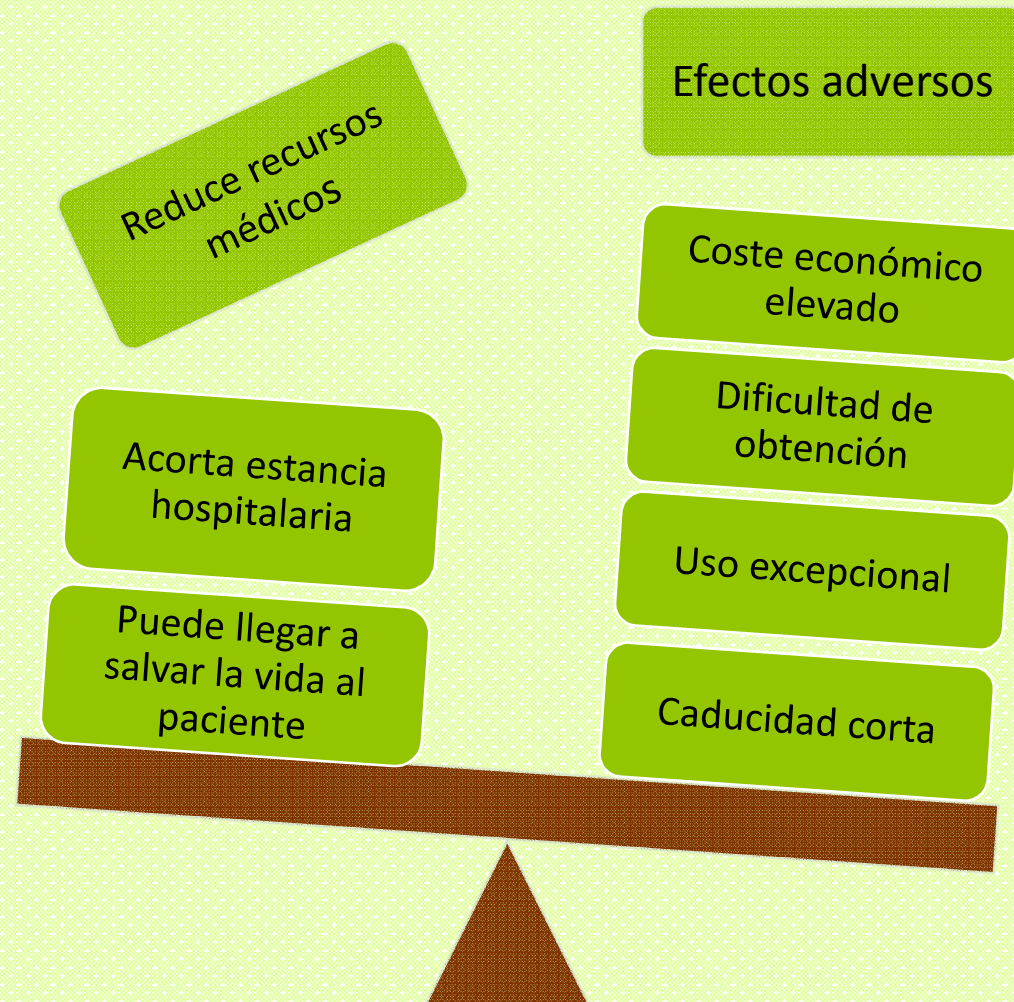 Reduce recursos
médicos
Acorta estancia
hospitalaria
Puede llegar a
salvar la vida al
paciente
Efectos adversos
Coste económico
elevado
Dificultad de
obtención
Uso excepcional
Caducidad corta